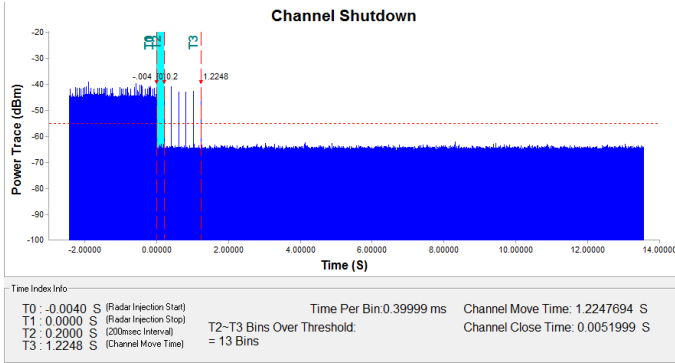 Channel Shutdown
T2
T3
-.004
0.2
1.2248
-20
-30
-40
-50
-60
-70
-80
-90
-100
Power Trace (dBm)
-2.00000 0.00000 2.00000 4.00000 6.00000 8.00000 10.00000 12.00000 14.00000
Time (S)
Time Index Info
T0 : -0.0040 S (Radar Injection Start)
T1 : 0.0000 S (Radar Injection Stop)
T2 : 0.2000 S (200msec Interval)
T3 : 1.2248 S (Channel Move Time)
Time Per Bin:0.39999 ms
T2~T3 Bins Over Threshold:
= 13 Bins
Channel Move Time: 1.2247694 S
Channel Close Time: 0.0051999 S